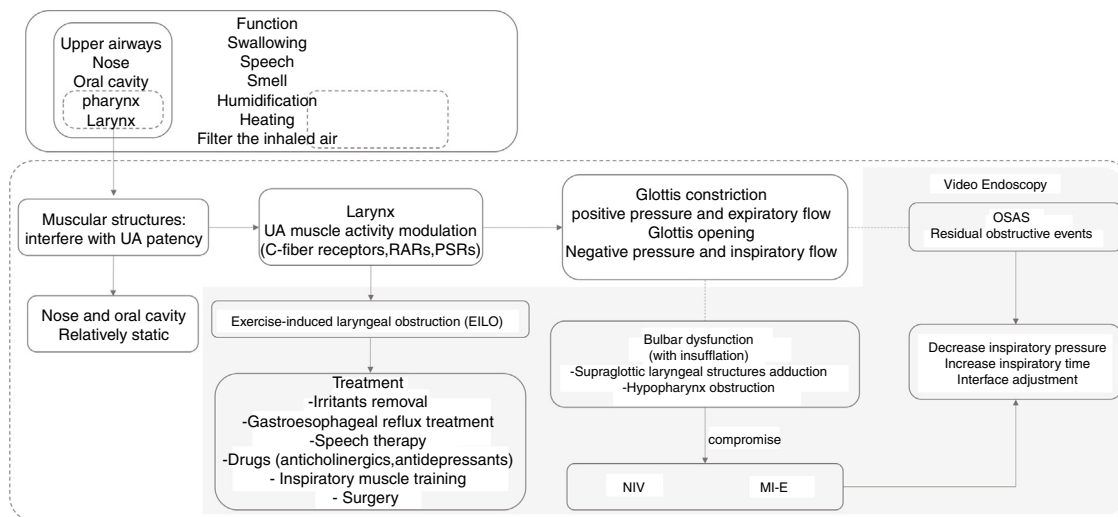 Upper airways
Nose
Oral cavity
pharynx
Larynx
Function
Swallowing
Speech
Smell
Humidification
Heating
Filter the inhaled air
Muscular structures:
interfere with UA patency
Nose and oral cavity
Relatively static
Larynx
UA muscle activity modulation
(C-fiber receptors,RARs,PSRs)
Exercise-induced laryngeal obstruction (EILO)
Treatment
-Irritants removal
-Gastroesophageal reflux treatment
-Speech therapy
-Drugs (anticholinergics,antidepressants)
- Inspiratory muscle training
- Surgery
Glottis constriction
positive pressure and expiratory flow
Glottis opening
Negative pressure and inspiratory flow
Bulbar dysfunction
(with insufflation)
-Supraglottic laryngeal structures adduction
-Hypopharynx obstruction
compromise
NIV MI-E
Video Endoscopy
OSAS
Residual obstructive events
Decrease inspiratory pressure
Increase inspiratory time
Interface adjustment